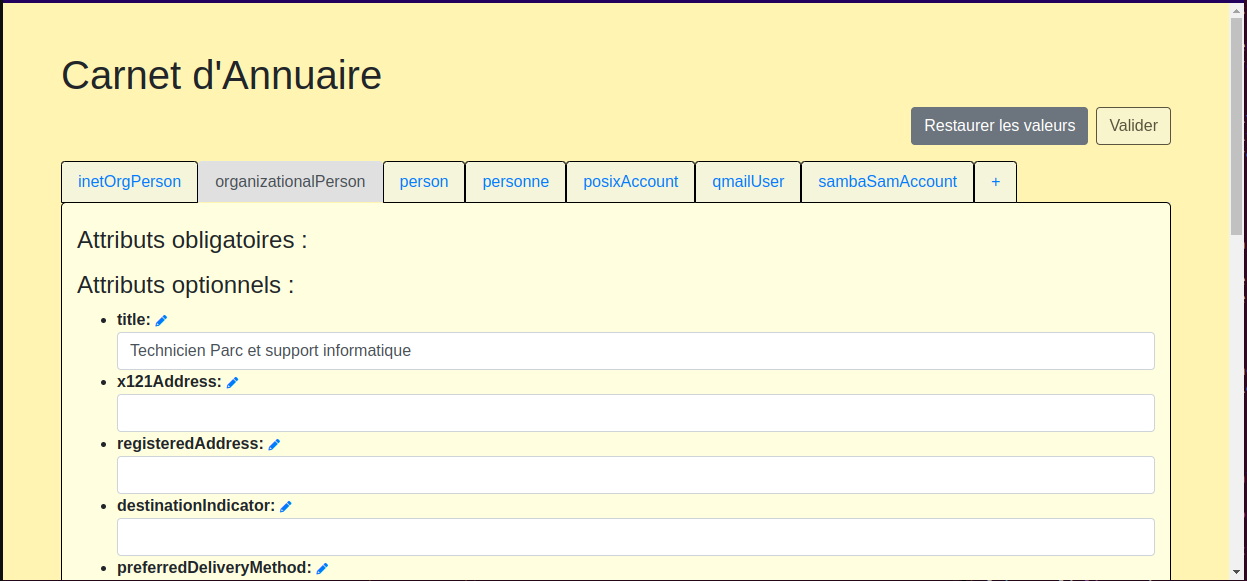 Carnet d'Annuaire
Restaurer les valeurs Valider
inetOrgPerson organizationalPerson person personne posixAccount qmailUser sambaSamAccount +
Attributs obligatoires :
Attributs optionnels :
title:
Technicien Parc et support informatique
x121Address:
registeredAddress:
destinationIndicator:
preferredDeliveryMethod: